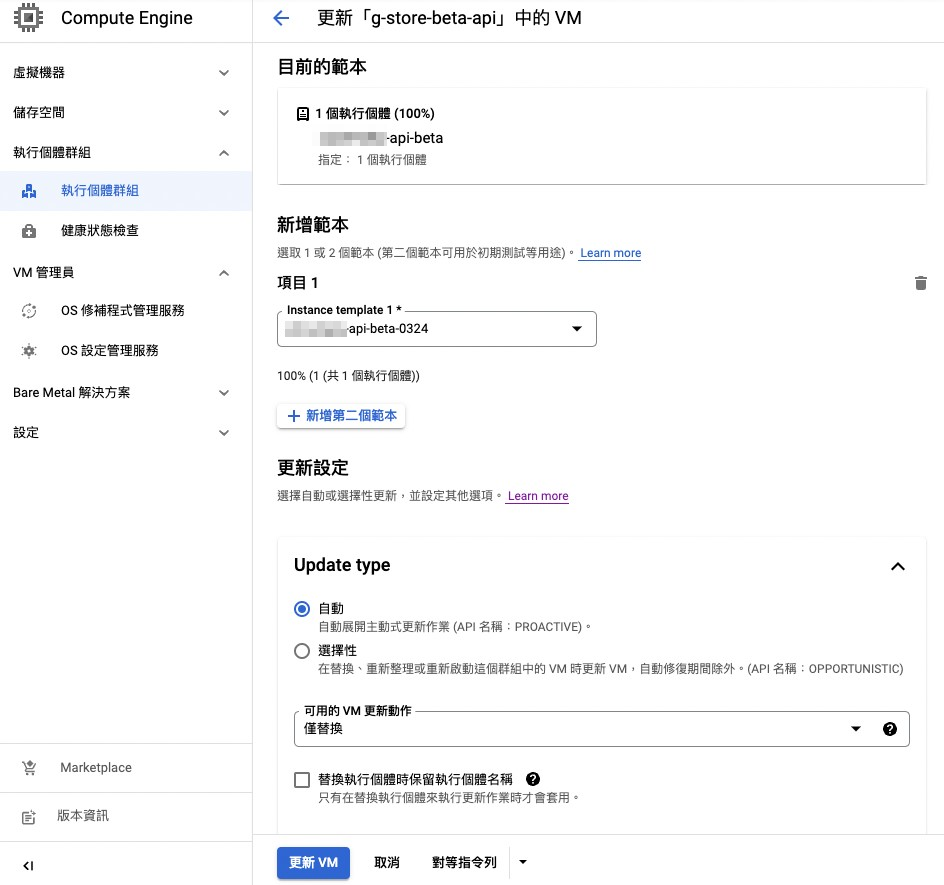 Compute Engine
虛擬機器
儲存空間
執行個體群組
執行個體群組
健康狀態檢查
VM 管理員
OS 修補程式管理服務
OS 設定管理服務
Bare Metal 解決方案
設定
Marketplace
版本資訊
更新「g-store-beta-api」中的 VM
目前的範本
1 個執行個體 (100%)
-api-beta
指定： 1 個執行個體
新增範本
選取 1 或 2 個範本 (第二個範本可用於初期測試等用途)。 Learn more
項目 1
Instance template 1 *
-api-beta-0324
100% (1 (共 1 個執行個體))
新增第二個範本
更新設定
選擇自動或選擇性更新，並設定其他選項。 Learn more
Update type
自動
自動展開主動式更新作業 (API 名稱：PROACTIVE)。
選擇性
在替換、重新整理或重新啟動這個群組中的 VM 時更新 VM，自動修復期間除外。(API 名稱：OPPORTUNISTIC)
可用的 VM 更新動作
僅替換
替換執行個體時保留執行個體名稱
只有在替換執行個體來執行更新作業時才會套用。
更新 VM
取消
對等指令列